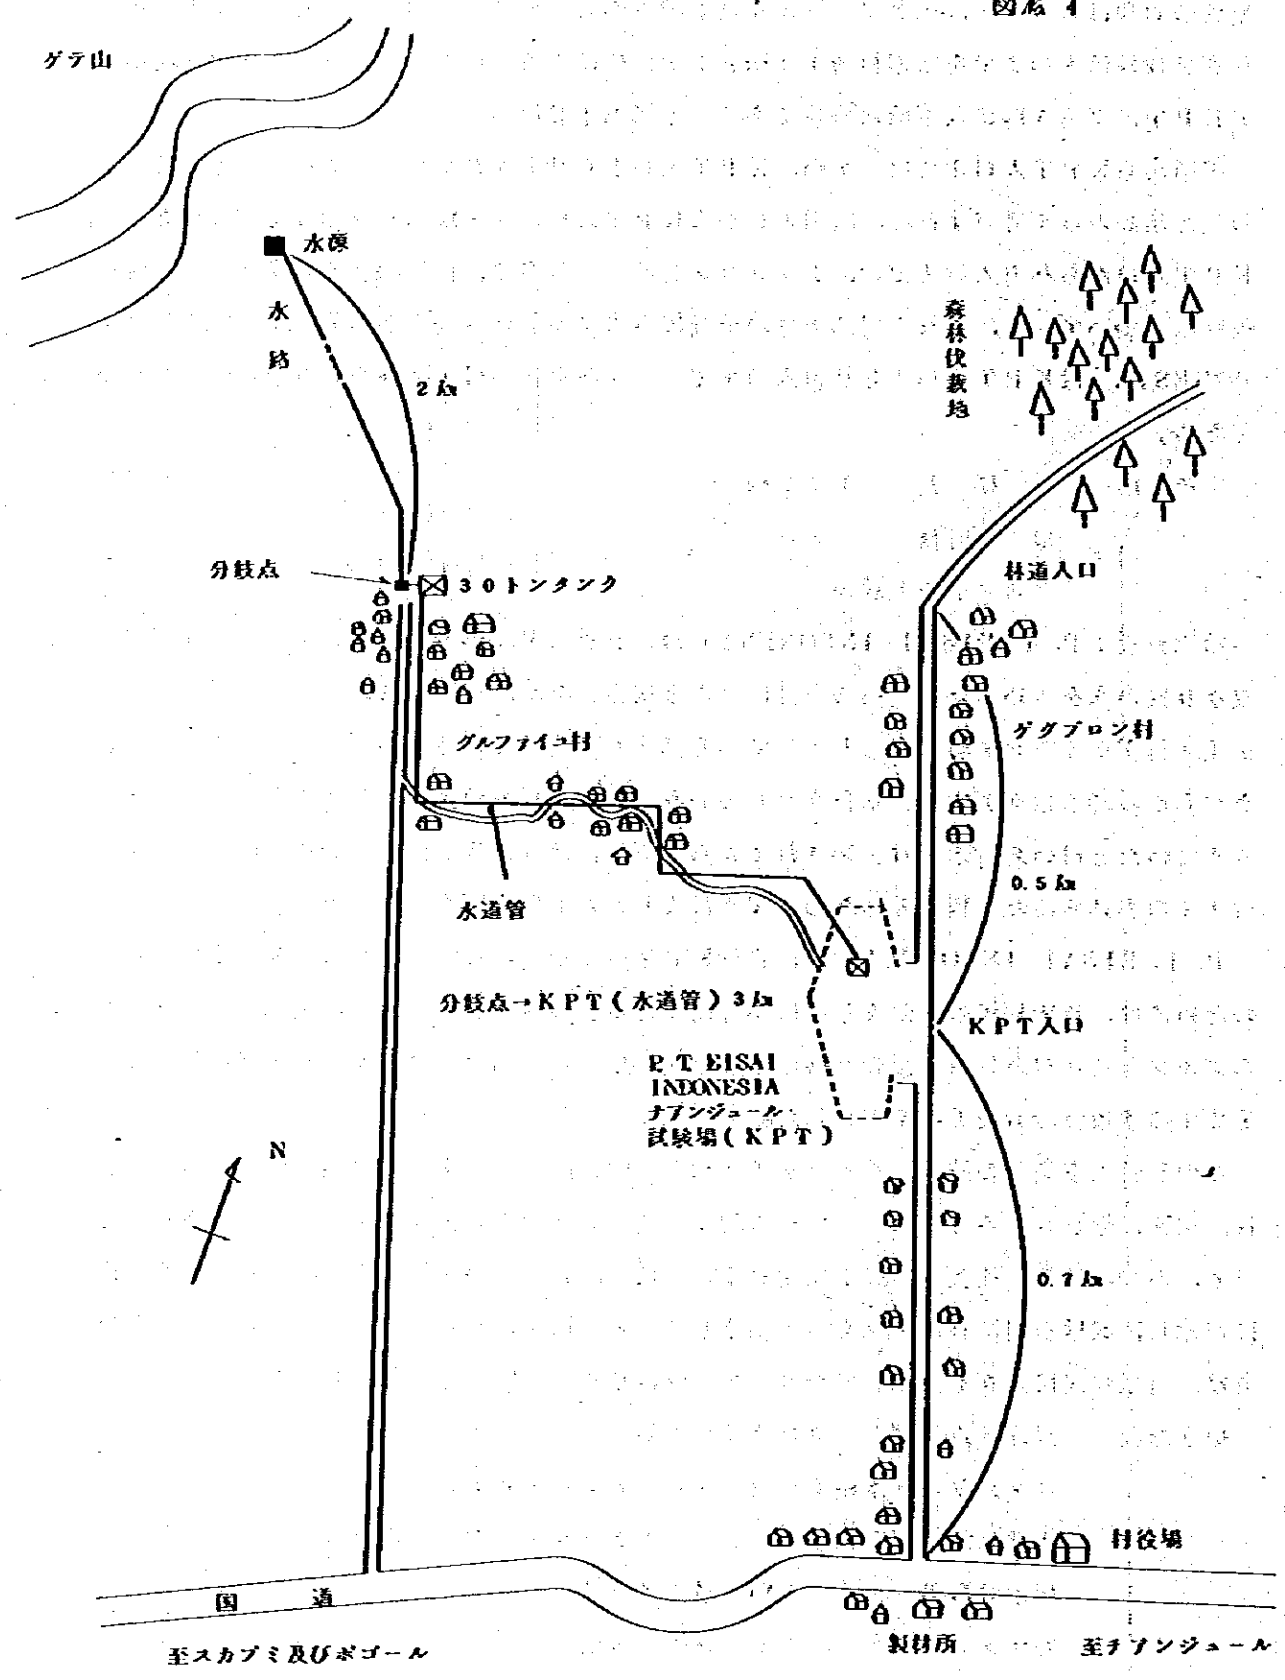 図形 4
ゲデ山
水源
水路
2 km
森林伐栽地
分岐点
30トンタンク
林道入口
グルファイユ村
ゲグブロン村
水道管
0.5 km
分岐点→KPT(水道管)3 km
KPT入口
P.T EISAI
INDONESIA
チアンジュール
試験場(KPT)
N
0.7 km
村役場
国道
製材所
至スカブミ及びボゴール
至チアンジュール